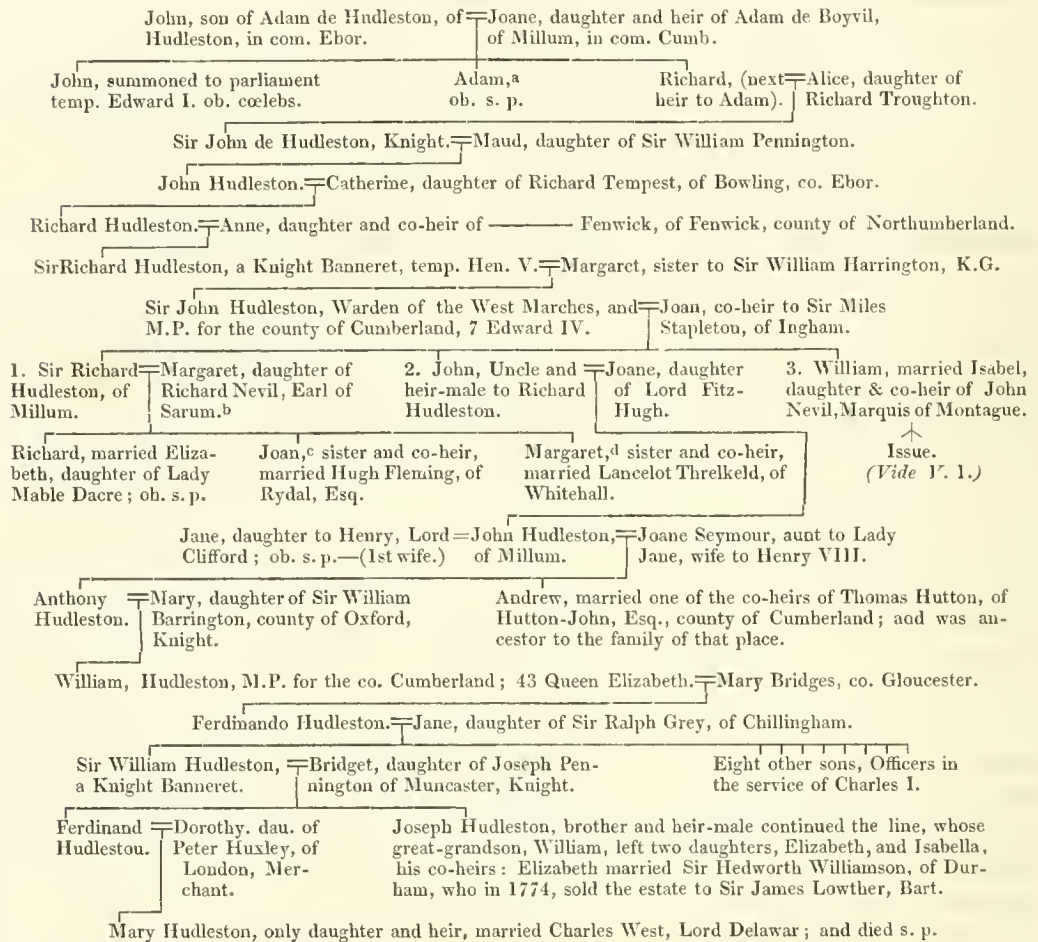 John, son of Adam de Hudleston, of Hudleston, in com. Ebor.
Joane, daughter and heir of Adam de Boyvil, of Millum, in com. Cumb.
John, summoned to parliament
temp. Edward I. ob. cœlebs.
Adam,a
ob. s. p.
Richard, (next
heir to Adam).
Alice, daughter of
Richard Troughton.
Sir John de Hudleston, Knight. Maud, daughter of Sir William Pennington.
John Hudleston. Catherine, daughter of Richard Tempest, of Bowling, co. Ebor.
Richard Hudleston. Anne, daughter and co-heir of ——— Fenwick, of Fenwick, county of Northumberland.
SirRichard Hudleston, a Knight Banneret, temp. Hen. V. Margaret, sister to Sir William Harrington, K.G.
Sir John Hudleston, Warden of the West Marches, and
M.P. for the county of Cumberland, 7 Edward IV.
Joan, co-heir to Sir Miles
Stapleton, of Ingham.
1. Sir Richard
Hudleston, of
Millum.
Margaret, daughter of
Richard Nevil, Earl of
Sarum.b
2. John, Uncle and
heir-male to Richard
Hudleston.
Joane, daughter
of Lord Fitz-
Hugh.
3. William, married Isabel,
daughter & co-heir of John
Nevil, Marquis of Montague.
Issue.
(Vide V. 1.)
Richard, married Eliza-
beth, daughter of Lady
Mable Dacre; ob. s. p.
Joan,c sister and co-heir,
married Hugh Fleming, of
Rydal, Esq.
Margaret,d sister and co-heir,
married Lancelot Threlkeld, of
Whitehall.
Jane, daughter to Henry, Lord
Clifford; ob. s. p.—(1st wife.)
John Hudleston,
of Millum.
Joane Seymour, aunt to Lady
Jane, wife to Henry VIII.
Anthony
Hudleston.
Mary, daughter of Sir William
Barrington, county of Oxford,
Knight.
Andrew, married one of the co-heirs of Thomas Hutton, of
Hutton-John, Esq., county of Cumberland; and was an-
cestor to the family of that place.
William, Hudleston, M.P. for the co. Cumberland; 43 Queen Elizabeth. Mary Bridges, co. Gloucester.
Ferdinando Hudleston. Jane, daughter of Sir Ralph Grey, of Chillingham.
Sir William Hudleston,
a Knight Banneret.
Bridget, daughter of Joseph Pen-
nington of Muncaster, Knight.
Eight other sons, Officers in
the service of Charles I.
Ferdinand
Hudleston.
Dorothy. dau. of
Peter Huxley, of
London, Mer-
chant.
Joseph Hudleston, brother and heir-male continued the line, whose
great-grandson, William, left two daughters, Elizabeth, and Isabella,
his co-heirs: Elizabeth married Sir Hedworth Williamson, of Dur-
ham, who in 1774, sold the estate to Sir James Lowther, Bart.
Mary Hudleston, only daughter and heir, married Charles West, Lord Delawar; and died s. p.